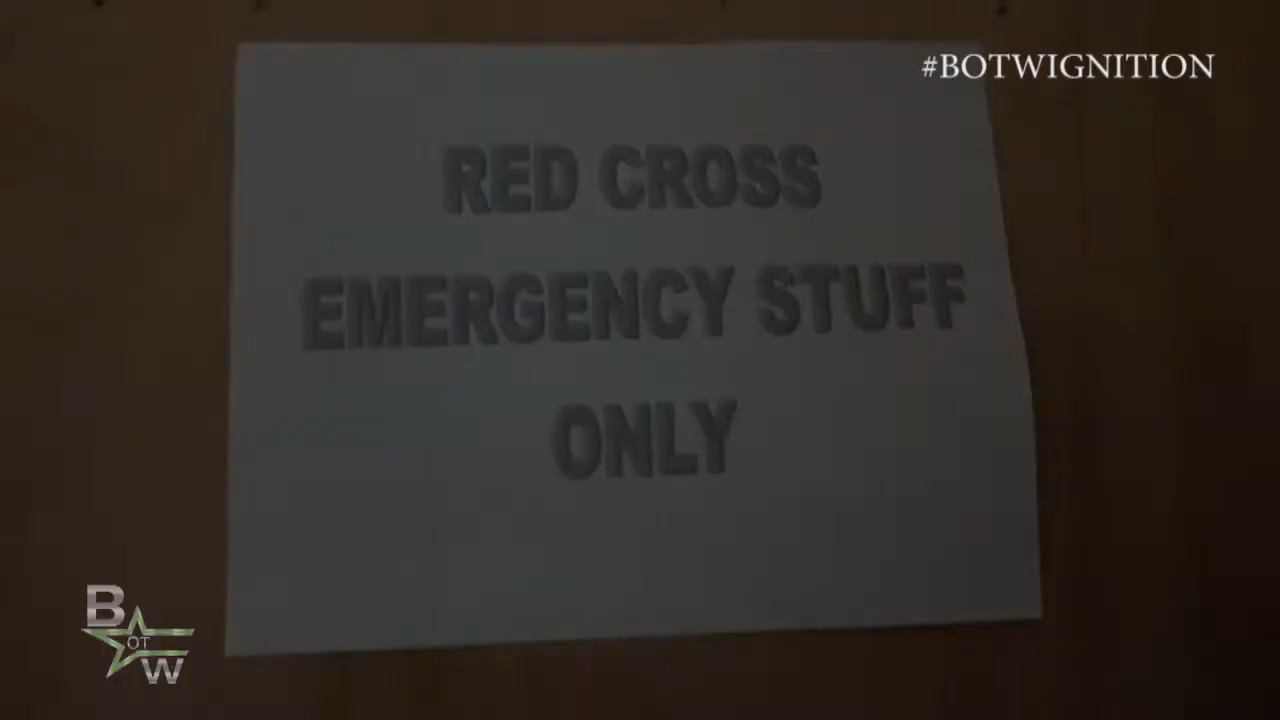 #BOTWIGNITION
RED CROSS
EMERGENCY STUFF
ONLY
B
OT
W